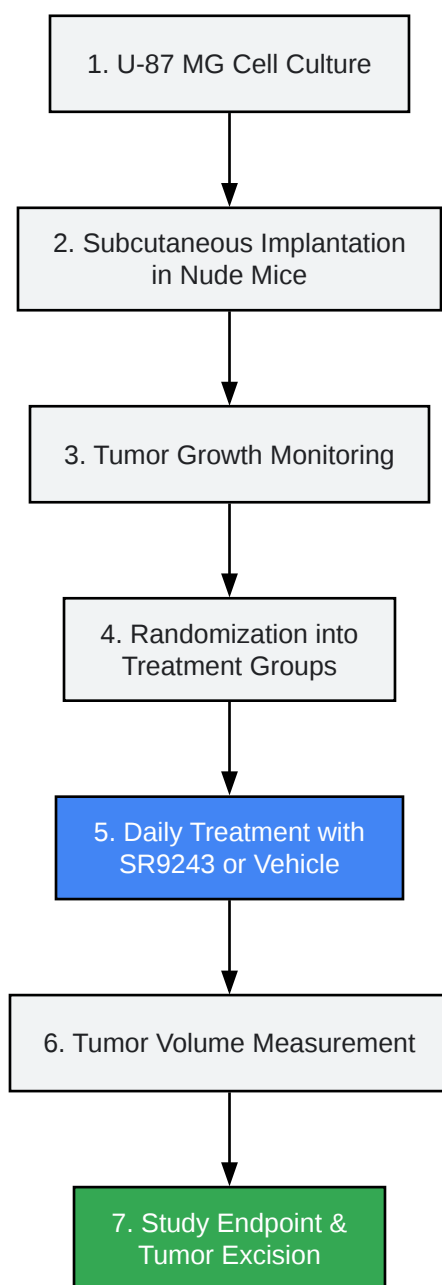 1. U-87 MG Cell Culture
2. Subcutaneous Implantation
in Nude Mice
3. Tumor Growth Monitoring
4. Randomization into
Treatment Groups
5. Daily Treatment with
SR9243 or Vehicle
6. Tumor Volume Measurement
7. Study Endpoint &
Tumor Excision